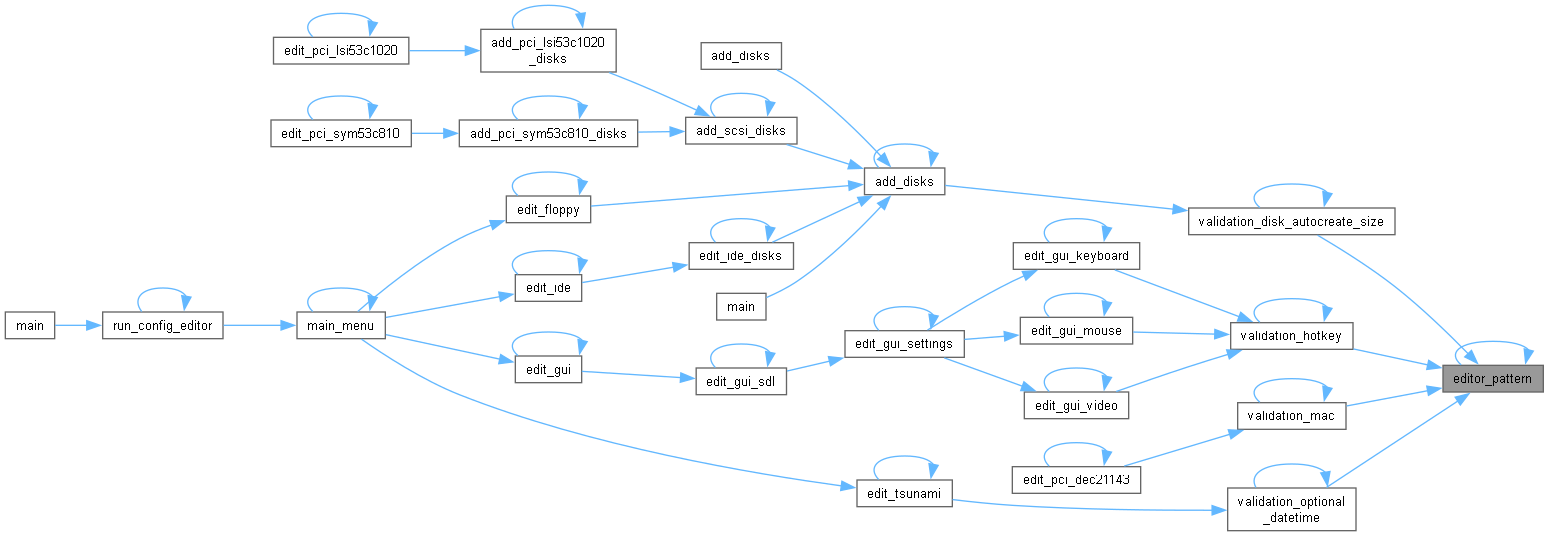 edit_pci_lsi53c1020
add_pci_lsi53c1020
_disks
add_disks
edit_pci_sym53c810
add_pci_sym53c810_disks
add_scsi_disks
add_disks
edit_floppy
validation_disk_autocreate_size
edit_ide_disks
edit_gui_keyboard
edit_ide
main
main
run_config_editor
main_menu
edit_gui_settings
edit_gui_mouse
validation_hotkey
edit_gui
edit_gui_sdl
editor_pattern
edit_gui_video
validation_mac
edit_pci_dec21143
edit_tsunami
validation_optional
_datetime